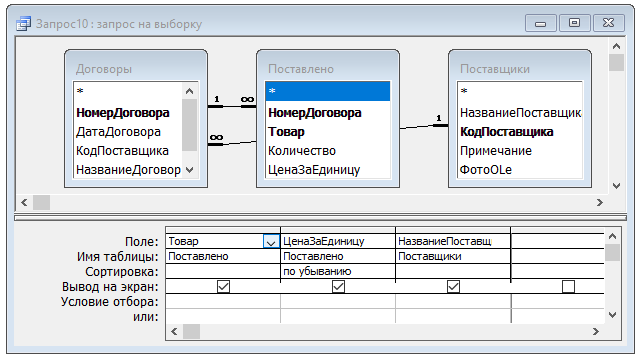 Запрос10 : запрос на выборку
Договоры
*
НомерДоговора
ДатаДоговора
КодПоставщика
НазваниеДоговор
1
∞
∞
Поставлено
*
НомерДоговора
Товар
Количество
ЦенаЗаЕдиницу
1
Поставщики
*
НазваниеПоставщик
КодПоставщика
Примечание
ФотоOLe
Поле: Товар ЦенаЗаЕдиницу НазваниеПоставщ
Имя таблицы: Поставлено Поставлено Поставщики
Сортировка: по убыванию
Вывод на экран:
Условие отбора:
или: